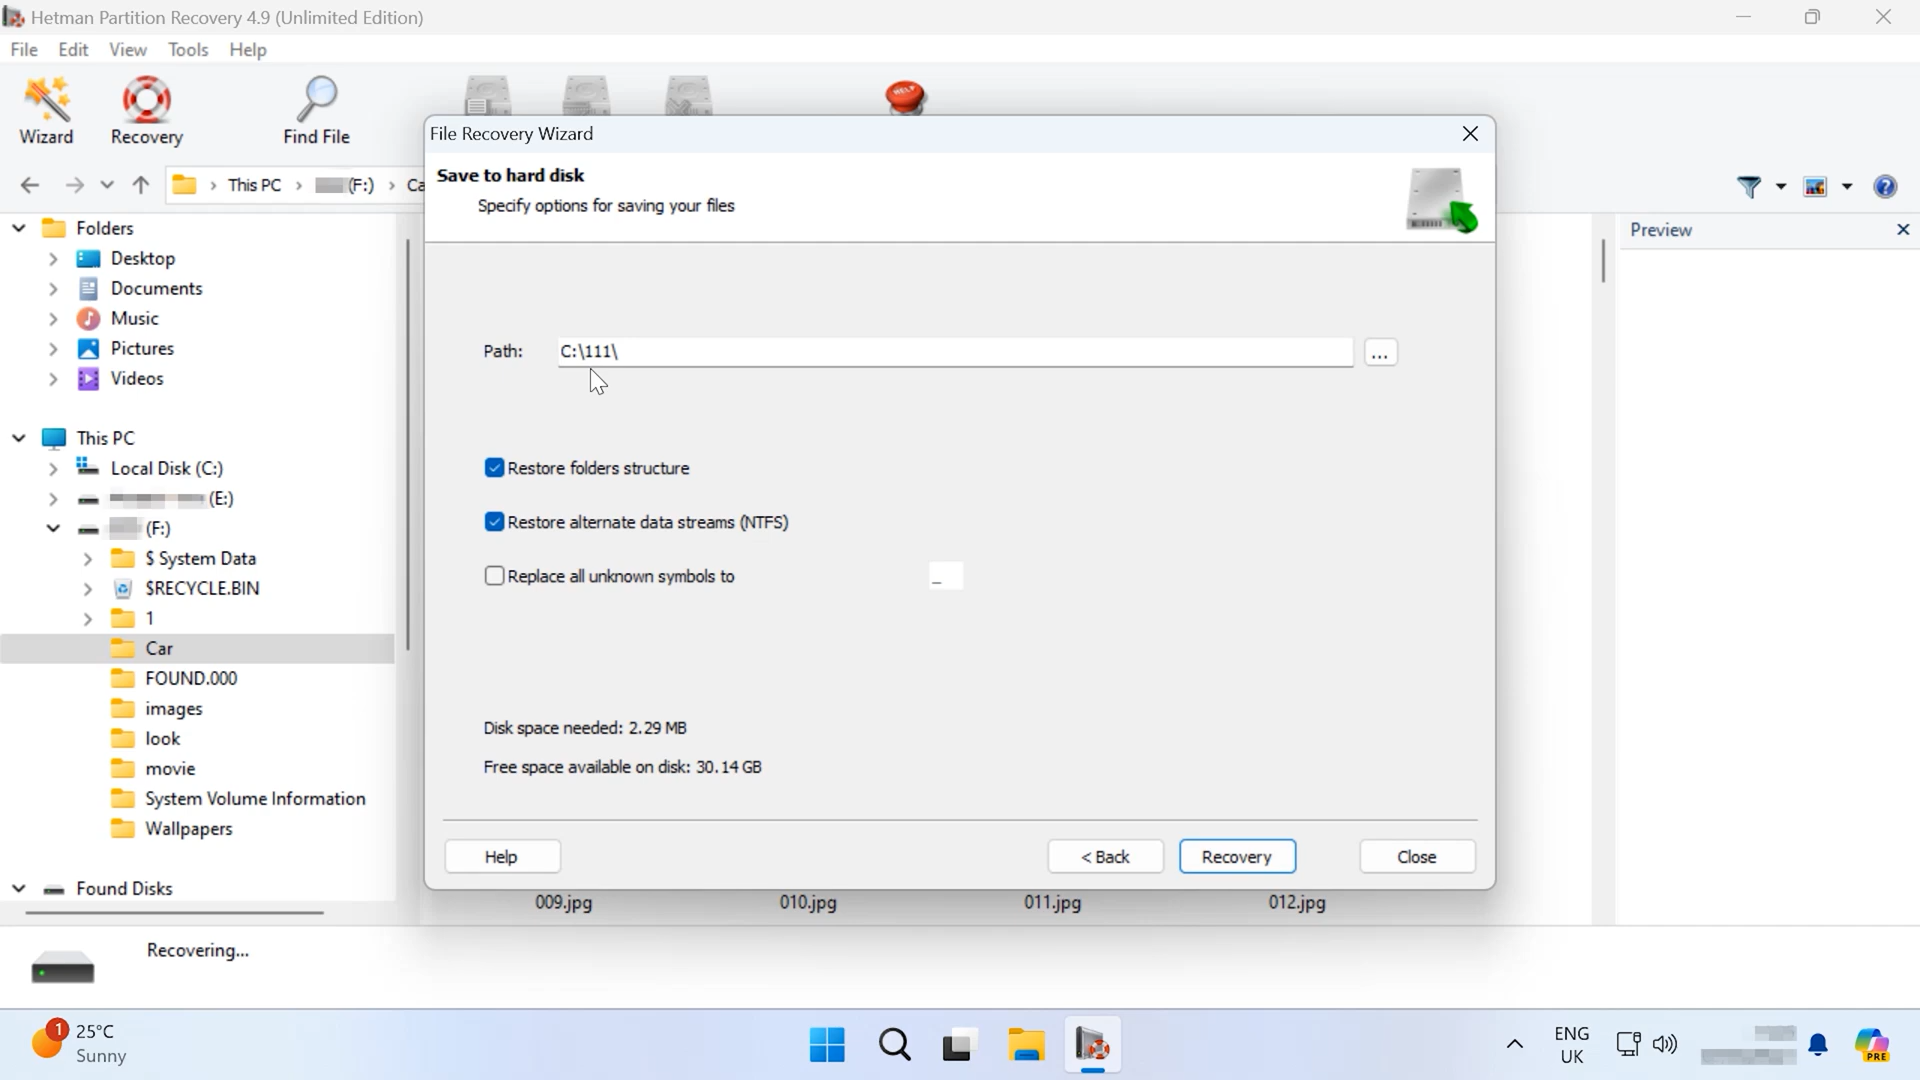 Hetman Partition Recovery 4.9 (Unlimited Edition)
File Edit View Tools Help
Wizard Recovery Find File HELP
This PC (F:)
File Recovery Wizard
Save to hard disk
Specify options for saving your files
Preview
Folders
Desktop
Documents
Music
Pictures
Videos
This PC
Local Disk (C:)
(E:)
(F:)
$ System Data
$RECYCLE.BIN
1
Car
FOUND.000
images
look
movie
System Volume Information
Wallpapers
Found Disks
Path: C:\111\ ...
Restore folders structure
Restore alternate data streams (NTFS)
Replace all unknown symbols to _
Disk space needed: 2.29 MB
Free space available on disk: 30.14 GB
Help < Back Recovery Close
009.jpg 010.jpg 011.jpg 012.jpg
Recovering...
1 25°C
Sunny
ENG
UK
PRE